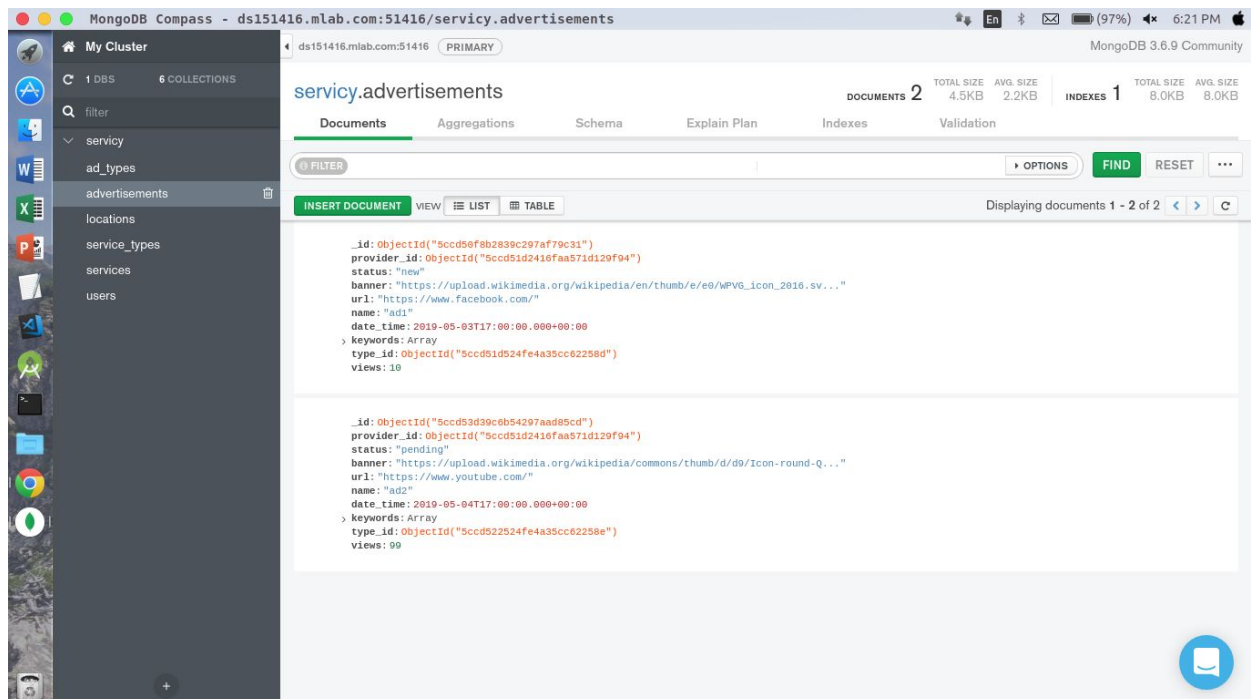 MongoDB Compass - ds151416.mlab.com:51416/servicy.advertisements
En (97%) 6:21 PM
My Cluster
ds151416.mlab.com:51416 PRIMARY MongoDB 3.6.9 Community
1 DBS 6 COLLECTIONS
filter
servicy
ad_types
advertisements
locations
service_types
services
users
servicy.advertisements
DOCUMENTS 2 TOTAL SIZE 4.5KB AVG. SIZE 2.2KB INDEXES 1 TOTAL SIZE 8.0KB AVG. SIZE 8.0KB
Documents Aggregations Schema Explain Plan Indexes Validation
FILTER OPTIONS FIND RESET ...
INSERT DOCUMENT VIEW LIST TABLE Displaying documents 1 - 2 of 2
_id: ObjectId("5ccd50f8b2839c297af79c31")
provider_id: ObjectId("5ccd51d2416faa571d129f94")
status: "new"
banner: "https://upload.wikimedia.org/wikipedia/en/thumb/e/e0/WPVG_icon_2016.sv..."
url: "https://www.facebook.com/"
name: "ad1"
date_time: 2019-05-03T17:00:00.000+00:00
keywords: Array
type_id: ObjectId("5ccd51d524fe4a35cc62258d")
views: 10
_id: ObjectId("5ccd53d39c6b54297aad85cd")
provider_id: ObjectId("5ccd51d2416faa571d129f94")
status: "pending"
banner: "https://upload.wikimedia.org/wikipedia/commons/thumb/d/d9/Icon-round-Q..."
url: "https://www.youtube.com/"
name: "ad2"
date_time: 2019-05-04T17:00:00.000+00:00
keywords: Array
type_id: ObjectId("5ccd522524fe4a35cc62258e")
views: 99